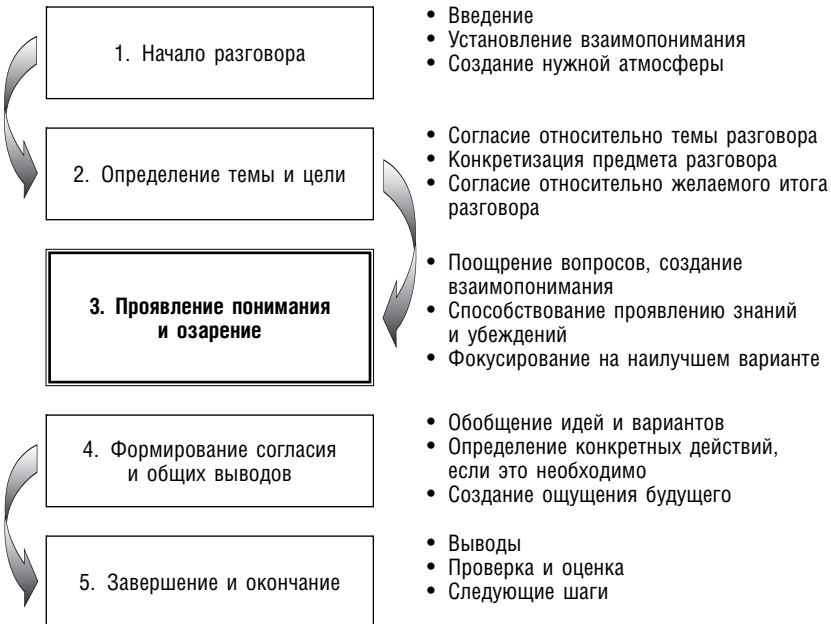 1. Начало разговора
• Введение
• Установление взаимопонимания
• Создание нужной атмосферы
2. Определение темы и цели
• Согласие относительно темы разговора
• Конкретизация предмета разговора
• Согласие относительно желаемого итога
разговора
3. Проявление понимания
и озарение
• Поощрение вопросов, создание
взаимопонимания
• Способствование проявлению знаний
и убеждений
• Фокусирование на наилучшем варианте
4. Формирование согласия
и общих выводов
• Обобщение идей и вариантов
• Определение конкретных действий,
если это необходимо
• Создание ощущения будущего
5. Завершение и окончание
• Выводы
• Проверка и оценка
• Следующие шаги